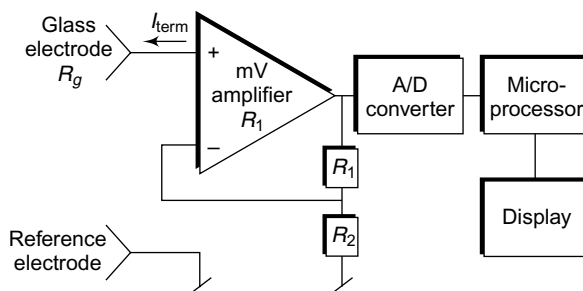 Glass
electrode
R_g
I_term
+
mV
amplifier
R_1
–
A/D
converter
Micro-
processor
R_1
R_2
Display
Reference
electrode